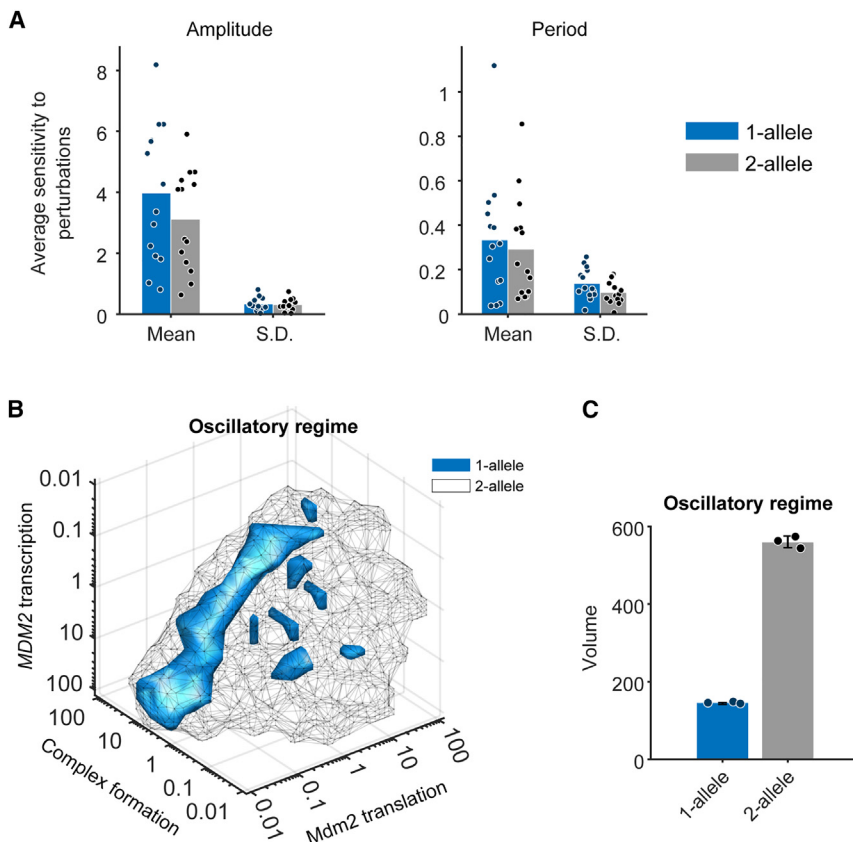 A
Amplitude
Period
Average sensitivity to
perturbations
8
6
4
2
0
Mean
S.D.
1
0.8
0.6
0.4
0.2
0
Mean
S.D.
1-allele
2-allele
B
Oscillatory regime
1-allele
2-allele
MDM2 transcription
0.01
0.1
1
10
100
Complex formation
100
10
1
0.1
0.01
Mdm2 translation
0.01
0.1
1
10
100
C
Oscillatory regime
Volume
600
400
200
0
1-allele
2-allele